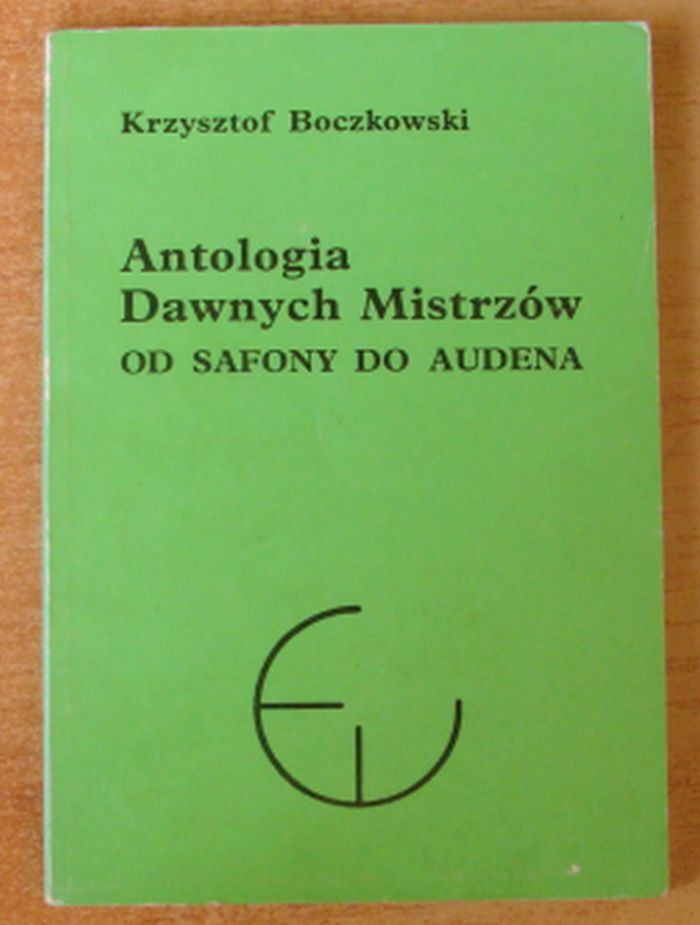 Krzysztof Boczkowski
Antologia
Dawnych Mistrzów
OD SAFONY DO AUDENA